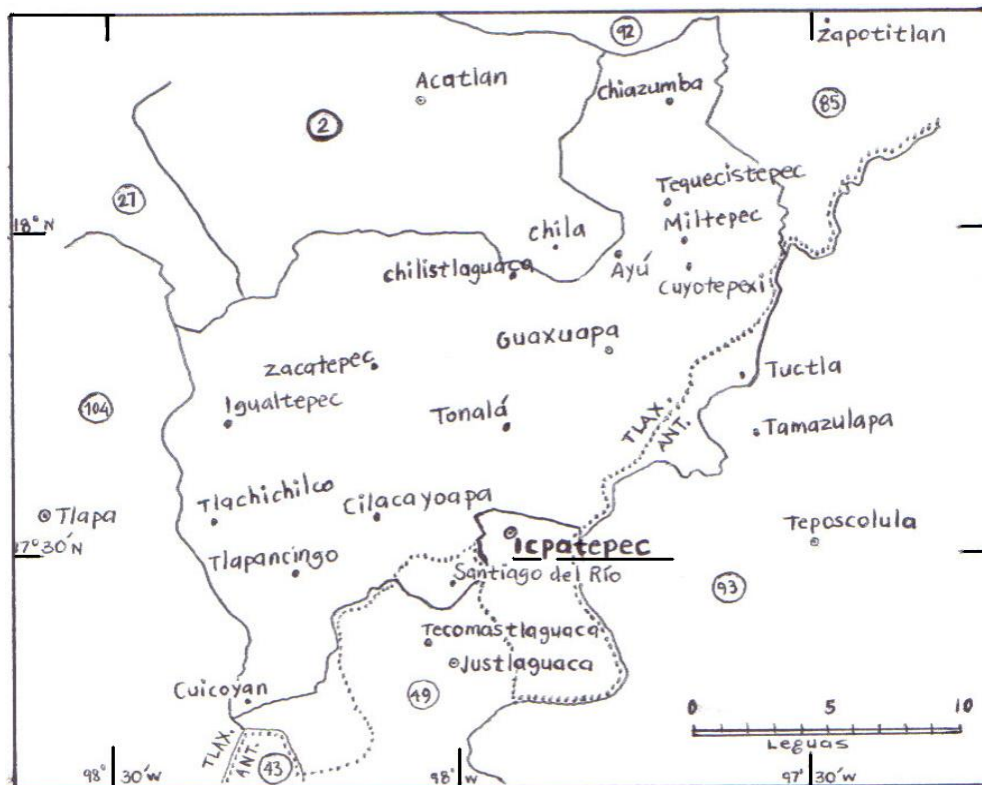 92
Zapotitlan
Acatlan
Chiazumba
85
2
Tequecistepec
27
Miltepec
18° N
Chila
Ayú
Chilistlaguaca
Cuyotepexi
Guaxuapa
Zacatepec
Tuctla
104
Igualtepec
Tonalá
TLAX.
ANT.
Tamazulapa
Tlachichilco
Cilacayoapa
Tlapa
Teposcolula
Icpatepec
17° 30' N
Tlapancingo
Santiago del Río
93
Tecomastlaguaca
Justlaguaca
Cuicoyan
49
0 5 10
Leguas
TLAX.
ANT.
43
98° 30' W
98° W
97° 30' W